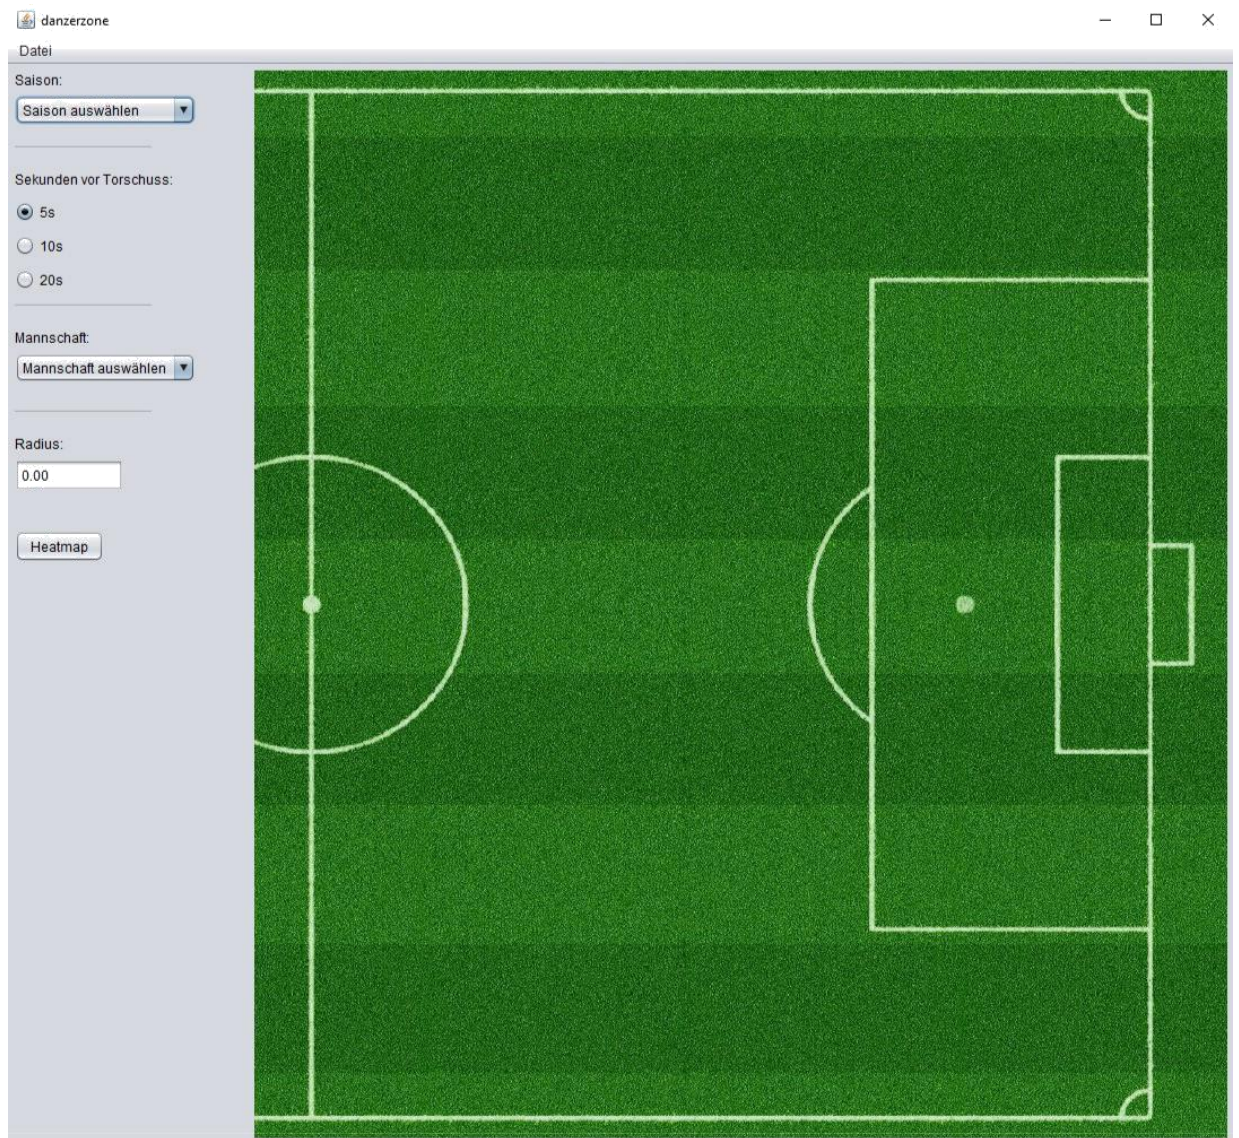 danzerzone
Datei
Saison:
Saison auswählen
Sekunden vor Torschuss:
5s
10s
20s
Mannschaft:
Mannschaft auswählen
Radius:
0.00
Heatmap